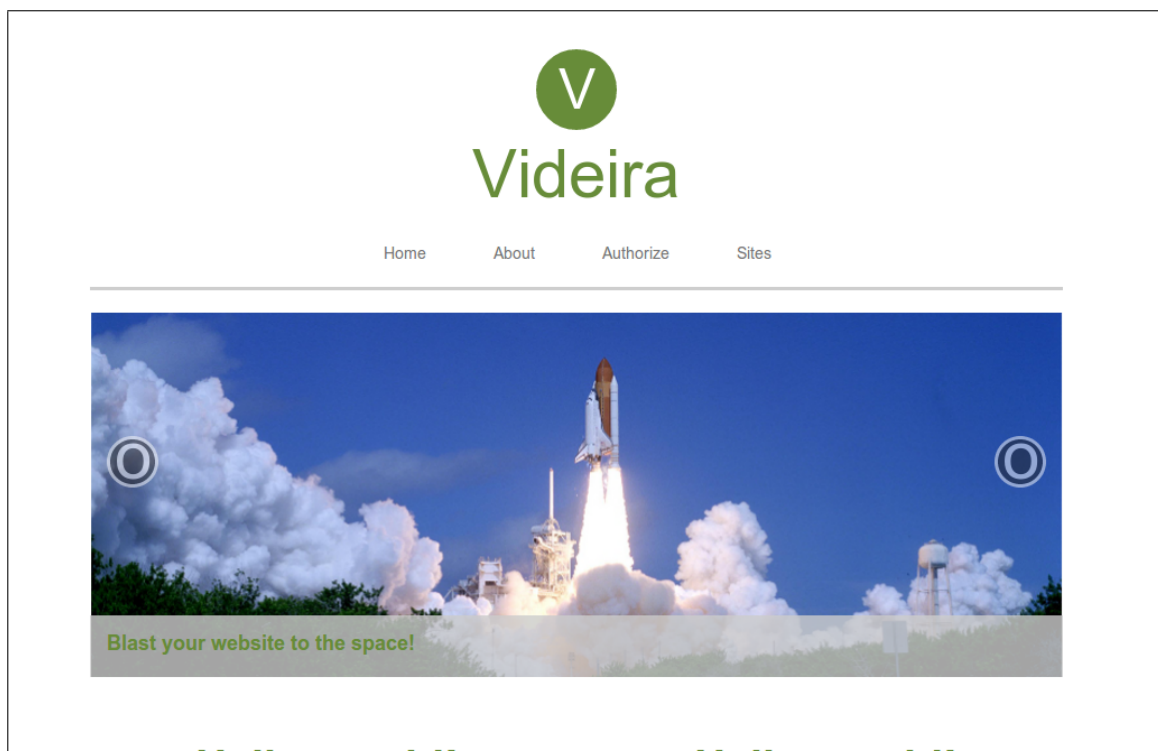 V
Videira
Home About Authorize Sites
O O
Blast your website to the space!